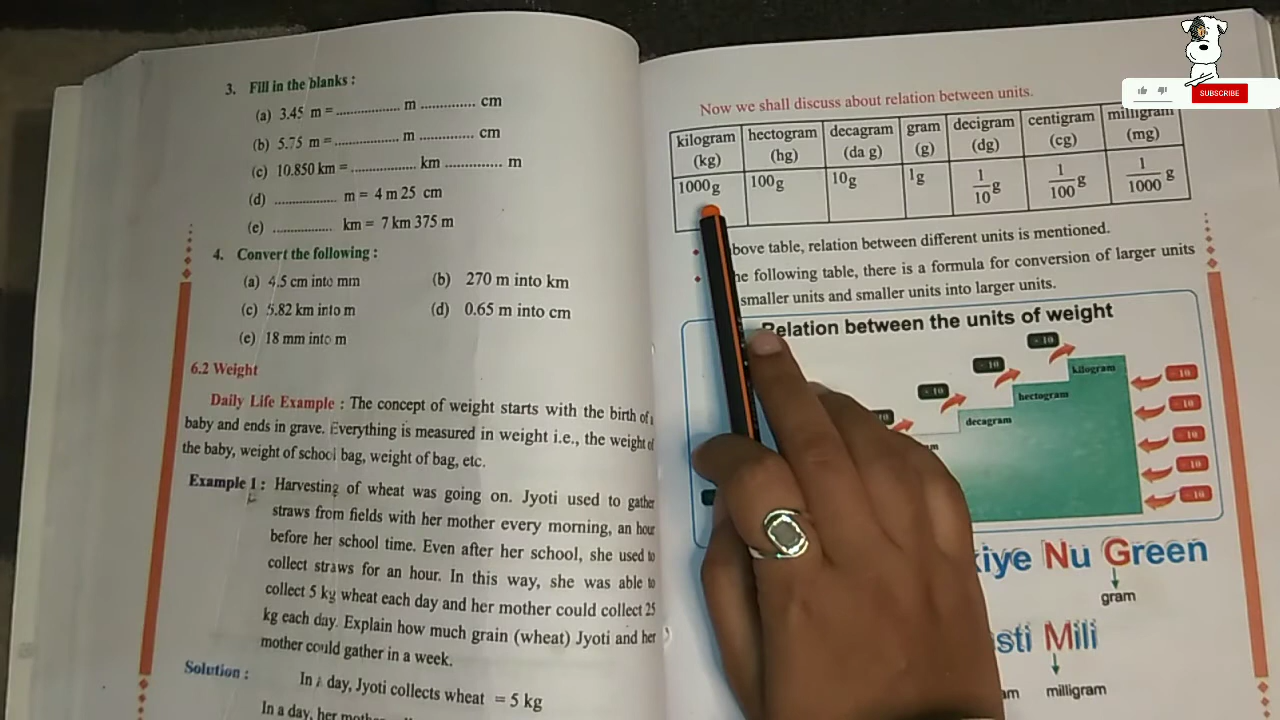 3. Fill in the blanks :
(a) 3.45 m = .............. m ............. cm
(b) 5.75 m = .............. m ............. cm
(c) 10.850 km = .............. km ............. m
(d) .............. m = 4 m 25 cm
(e) .............. km = 7 km 375 m
4. Convert the following :
(a) 4.5 cm into mm (b) 270 m into km
(c) 5.82 km into m (d) 0.65 m into cm
(e) 18 mm into m
6.2 Weight
Daily Life Example : The concept of weight starts with the birth of a
baby and ends in grave. Everything is measured in weight i.e., the weight of
the baby, weight of school bag, weight of bag, etc.
Example 1 : Harvesting of wheat was going on. Jyoti used to gather
straws from fields with her mother every morning, an hour
before her school time. Even after her school, she used to
collect straws for an hour. In this way, she was able to
collect 5 kg wheat each day and her mother could collect 25
kg each day. Explain how much grain (wheat) Jyoti and her
mother could gather in a week.
Solution : In a day, Jyoti collects wheat = 5 kg
In a day, her
SUBSCRIBE
Now we shall discuss about relation between units.
kilogram (kg) hectogram (hg) decagram (da g) gram (g) decigram (dg) centigram (cg) milligram (mg)
1000g 100g 10g 1g 1/10 g 1/100 g 1/1000 g
above table, relation between different units is mentioned.
the following table, there is a formula for conversion of larger units
smaller units and smaller units into larger units.
Relation between the units of weight
÷ 10
÷ 10
÷ 10
kilogram
hectogram
decagram
÷ 10
÷ 10
÷ 10
÷ 10
÷ 10
Nu Green
gram
Mili
milligram